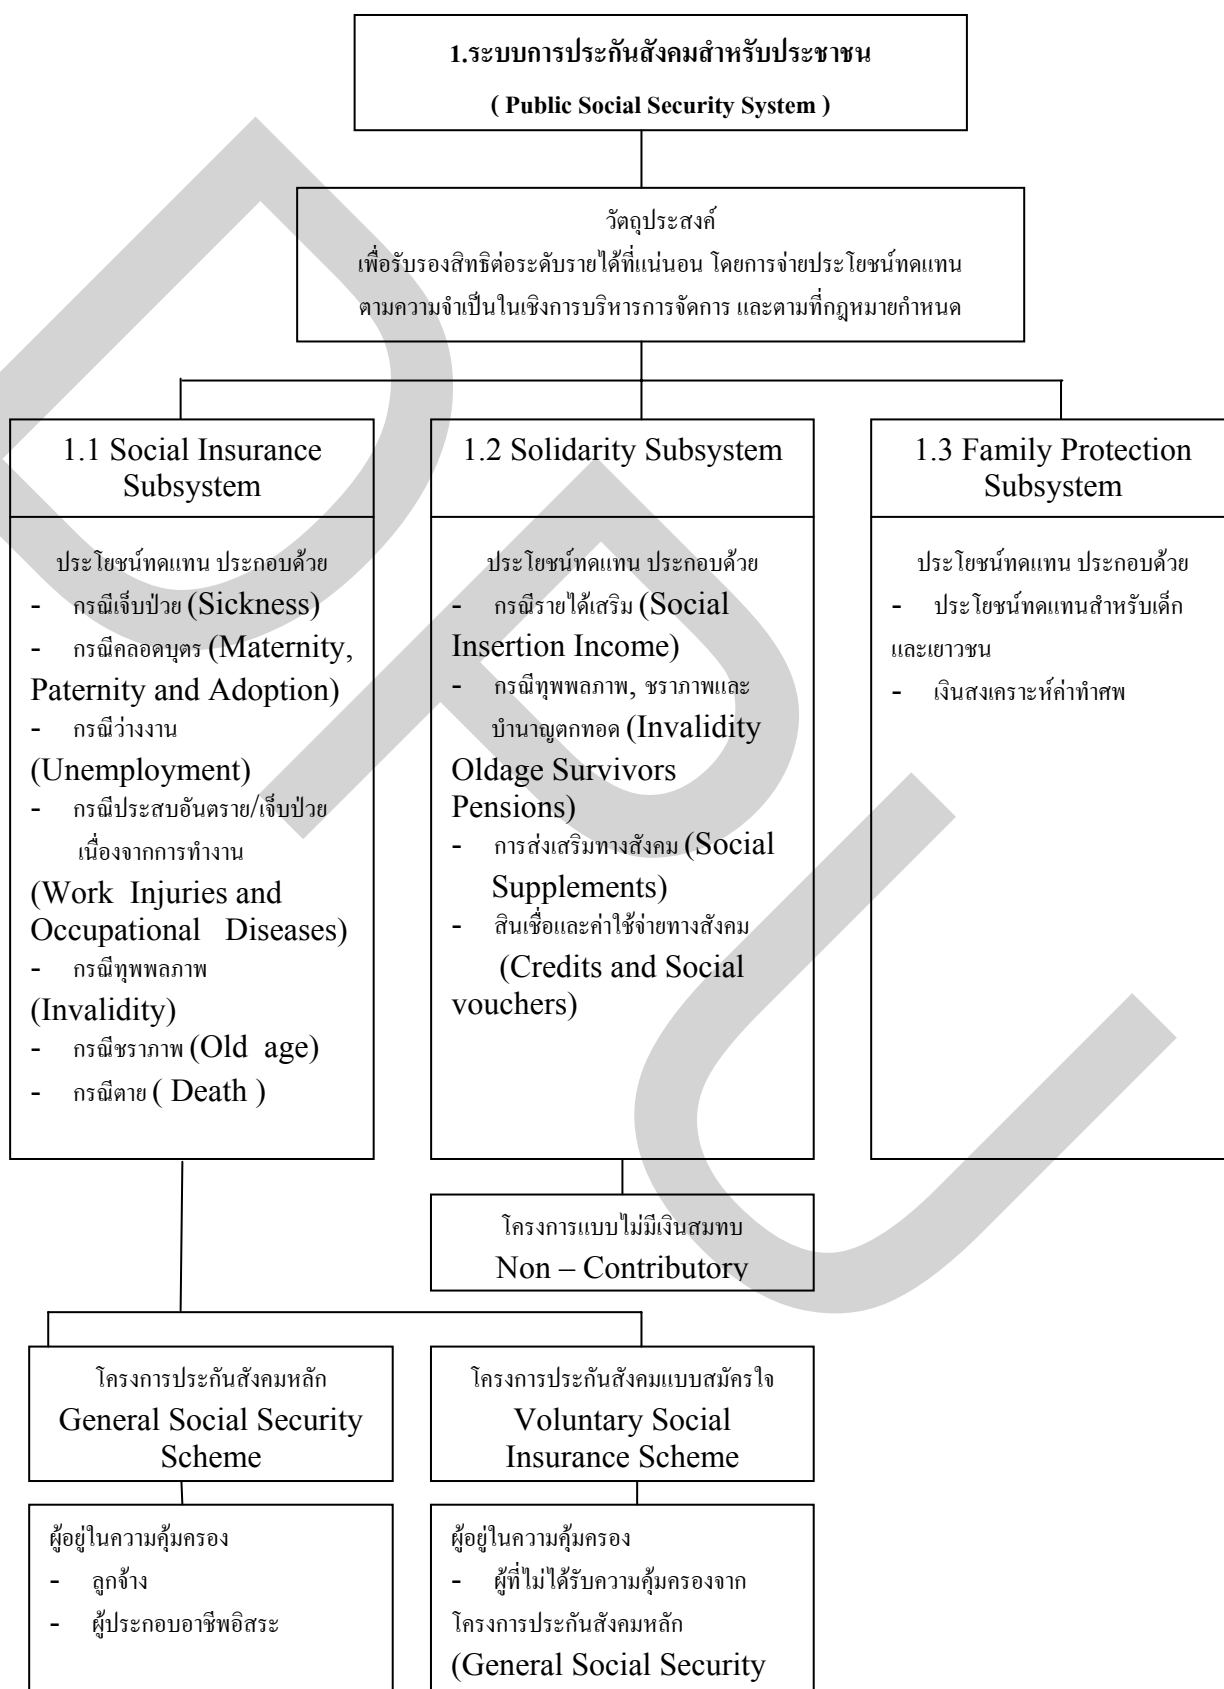 1.ระบบการประกันสังคมสำหรับประชาชน
( Public Social Security System )
วัตถุประสงค์
เพื่อรับรองสิทธิต่อระดับรายได้ที่แน่นอน โดยการจ่ายประโยชน์ทดแทน
ตามความจำเป็นในเชิงการบริหารการจัดการ และตามที่กฎหมายกำหนด
1.1 Social Insurance
Subsystem
ประโยชน์ทดแทน ประกอบด้วย
- กรณีเจ็บป่วย (Sickness)
- กรณีคลอดบุตร (Maternity,
Paternity and Adoption)
- กรณีว่างงาน
(Unemployment)
- กรณีประสบอันตราย/เจ็บป่วย
เนื่องจากการทำงาน
(Work Injuries and
Occupational Diseases)
- กรณีทุพพลภาพ
(Invalidity)
- กรณีชราภาพ (Old age)
- กรณีตาย ( Death )
1.2 Solidarity Subsystem
ประโยชน์ทดแทน ประกอบด้วย
- กรณีรายได้เสริม (Social
Insertion Income)
- กรณีทุพพลภาพ, ชราภาพและ
บำนาญตกทอด (Invalidity
Oldage Survivors
Pensions)
- การส่งเสริมทางสังคม (Social
Supplements)
- สินเชื่อและค่าใช้จ่ายทางสังคม
(Credits and Social
vouchers)
1.3 Family Protection
Subsystem
ประโยชน์ทดแทน ประกอบด้วย
- ประโยชน์ทดแทนสำหรับเด็ก
และเยาวชน
- เงินสงเคราะห์ค่าทำศพ
โครงการแบบไม่มีเงินสมทบ
Non – Contributory
โครงการประกันสังคมหลัก
General Social Security
Scheme
ผู้อยู่ในความคุ้มครอง
- ลูกจ้าง
- ผู้ประกอบอาชีพอิสระ
โครงการประกันสังคมแบบสมัครใจ
Voluntary Social
Insurance Scheme
ผู้อยู่ในความคุ้มครอง
- ผู้ที่ไม่ได้รับความคุ้มครองจาก
โครงการประกันสังคมหลัก
(General Social Security
DPU